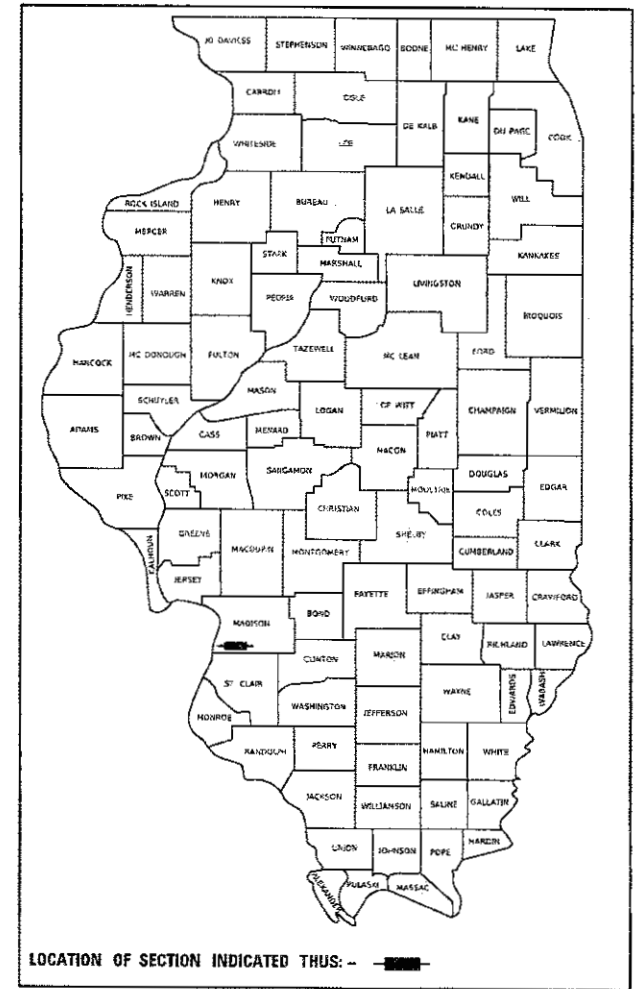 JO DAVIESS STEPHENSON WINNEBAGO BOONE MC HENRY LAKE
CARROLL OGLE DE KALB KANE DU PAGE COOK
WHITESIDE LEE KENDALL WILL
ROCK ISLAND HENRY BUREAU LA SALLE GRUNDY
MERCER PUTNAM KANKAKEE
STARK MARSHALL
HENDERSON WARREN KNOX PEORIA WOODFORD LIVINGSTON IROQUOIS
HANCOCK MC DONOUGH FULTON TAZEWELL MC LEAN FORD
SCHUYLER MASON LOGAN DE WITT CHAMPAIGN VERMILION
ADAMS BROWN CASS MENARD MACON PIATT
PIKE SCOTT MORGAN SANGAMON CHRISTIAN MOULTRIE DOUGLAS EDGAR
CALHOUN GREENE MACOUPIN MONTGOMERY SHELBY COLES CLARK
JERSEY CUMBERLAND
MADISON BOND FAYETTE EFFINGHAM JASPER CRAWFORD
CLINTON MARION CLAY RICHLAND LAWRENCE
ST CLAIR WASHINGTON JEFFERSON WAYNE EDWARDS WABASH
MONROE RANDOLPH PERRY HAMILTON WHITE
FRANKLIN
JACKSON WILLIAMSON SALINE GALLATIN
UNION JOHNSON POPE HARDIN
ALEXANDER PULASKI MASSAC
LOCATION OF SECTION INDICATED THUS: -